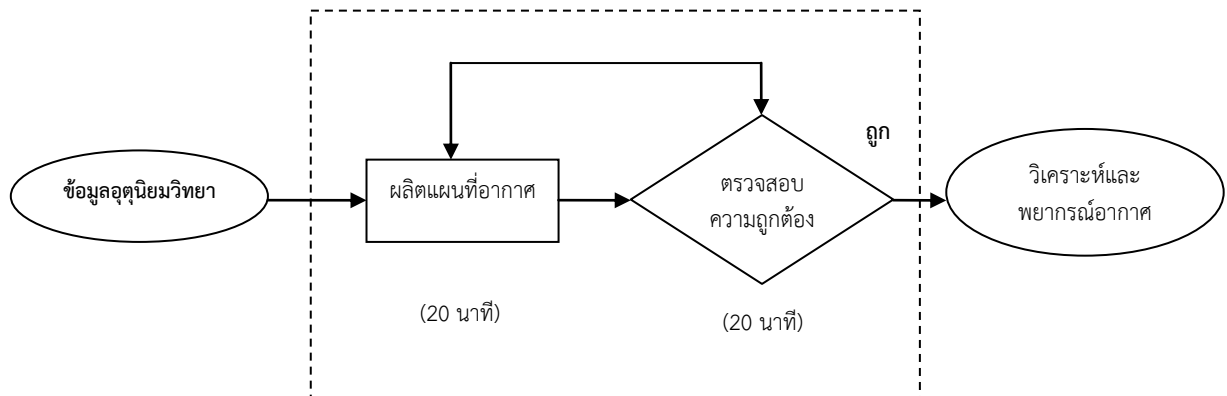 ข้อมูลอุตุนิยมวิทยา
ผลิตแผนที่อากาศ
(20 นาที)
ตรวจสอบ
ความถูกต้อง
(20 นาที)
ถูก
วิเคราะห์และ
พยากรณ์อากาศ